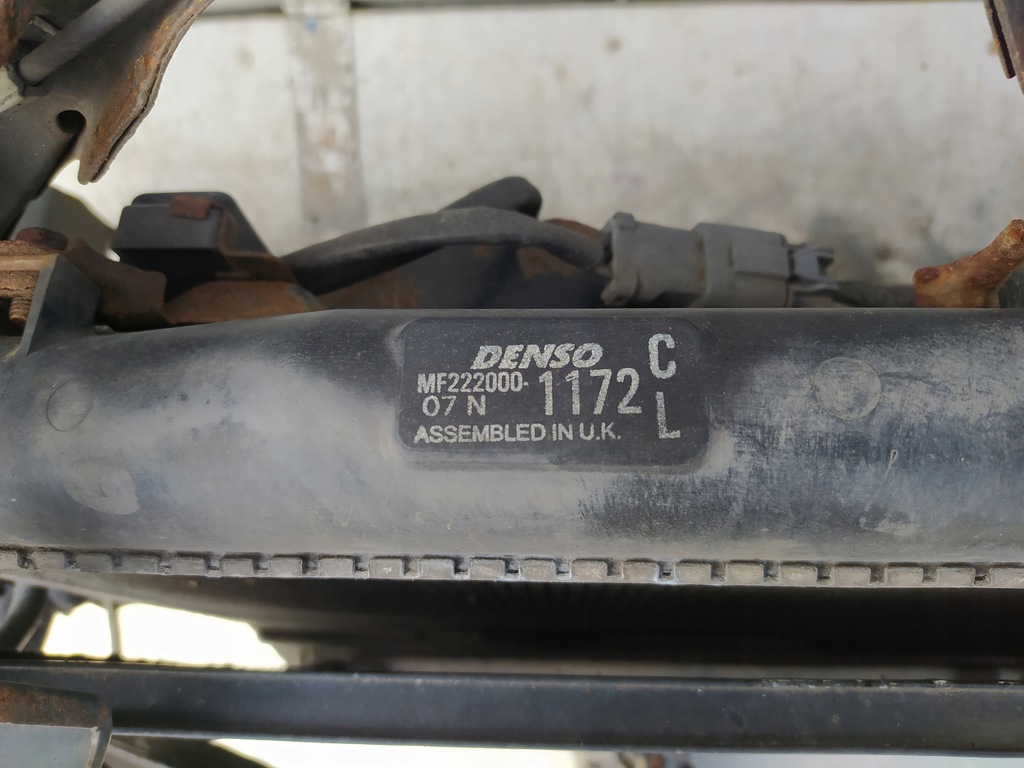 DENSO
MF222000-1172 C
07 N L
ASSEMBLED IN U.K.